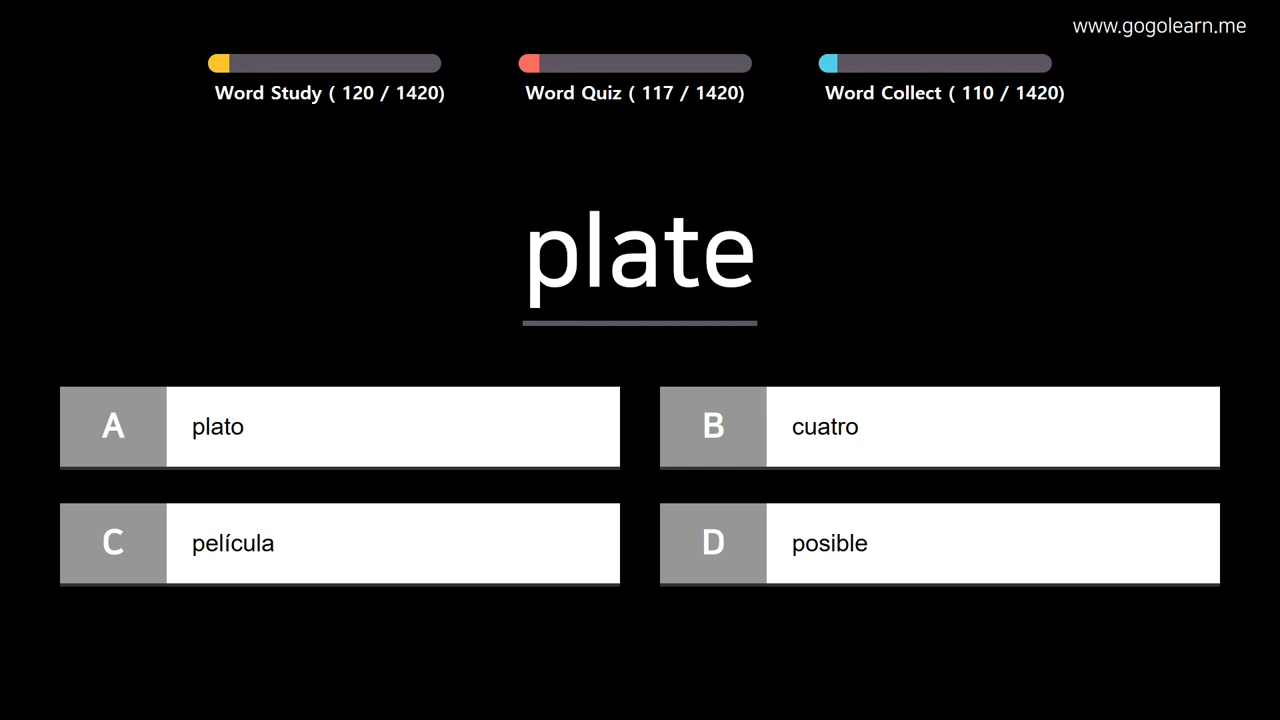 www.gogolearn.me
Word Study ( 120 / 1420)
Word Quiz ( 117 / 1420)
Word Collect ( 110 / 1420)
plate
A plato
B cuatro
C película
D posible